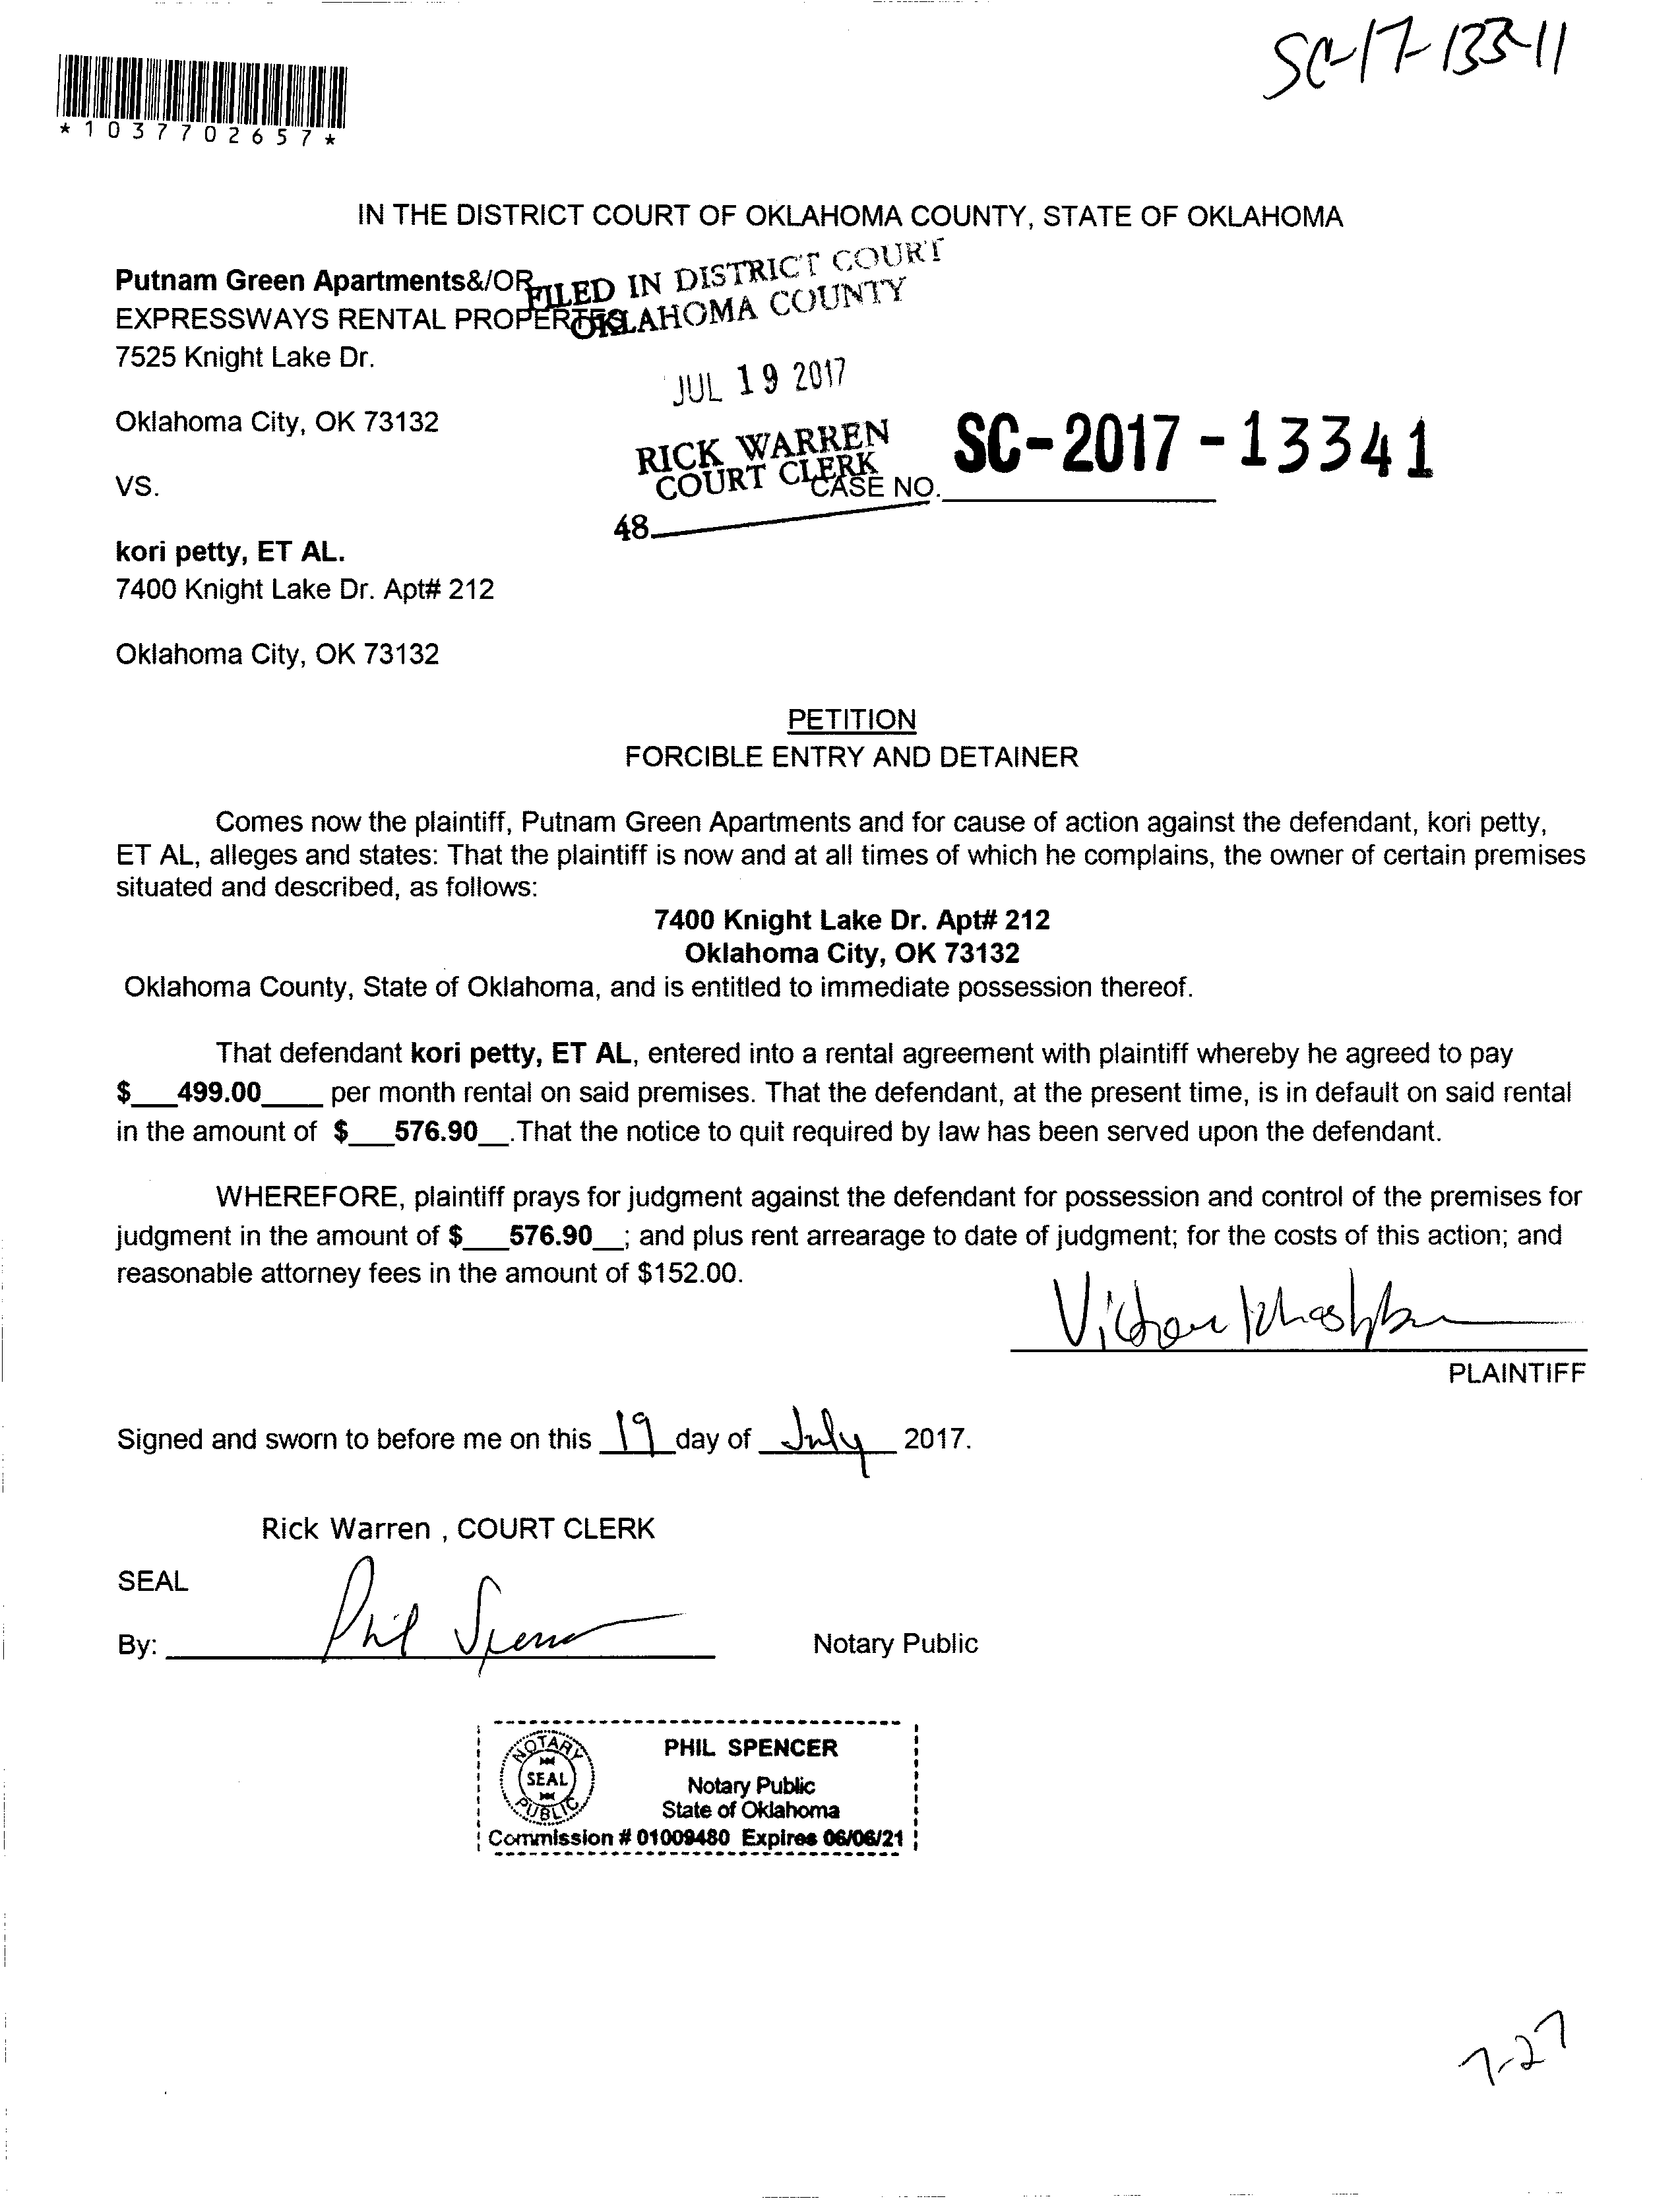 SC-17-133-11
*1037702657*
IN THE DISTRICT COURT OF OKLAHOMA COUNTY, STATE OF OKLAHOMA
Putnam Green Apartments&/OR
EXPRESSWAYS RENTAL PROPERTIES
FILED IN DISTRICT COURT
OKLAHOMA COUNTY
7525 Knight Lake Dr.
JUL 19 2017
Oklahoma City, OK 73132
RICK WARREN
COURT CLERK
SC-2017-13341
VS.
CASE NO.
48
kori petty, ET AL.
7400 Knight Lake Dr. Apt# 212
Oklahoma City, OK 73132
PETITION
FORCIBLE ENTRY AND DETAINER
Comes now the plaintiff, Putnam Green Apartments and for cause of action against the defendant, kori petty,
ET AL, alleges and states: That the plaintiff is now and at all times of which he complains, the owner of certain premises
situated and described, as follows:
7400 Knight Lake Dr. Apt# 212
Oklahoma City, OK 73132
Oklahoma County, State of Oklahoma, and is entitled to immediate possession thereof.
That defendant kori petty, ET AL, entered into a rental agreement with plaintiff whereby he agreed to pay
$___499.00____ per month rental on said premises. That the defendant, at the present time, is in default on said rental
in the amount of $___576.90__.That the notice to quit required by law has been served upon the defendant.
WHEREFORE, plaintiff prays for judgment against the defendant for possession and control of the premises for
judgment in the amount of $___576.90__; and plus rent arrearage to date of judgment; for the costs of this action; and
reasonable attorney fees in the amount of $152.00.
PLAINTIFF
Signed and sworn to before me on this 19 day of July 2017.
Rick Warren , COURT CLERK
SEAL
By: Phil Spencer Notary Public
NOTARY
SEAL
PUBLIC
PHIL SPENCER
Notary Public
State of Oklahoma
Commission # 01009480 Expires 06/06/21
7-27